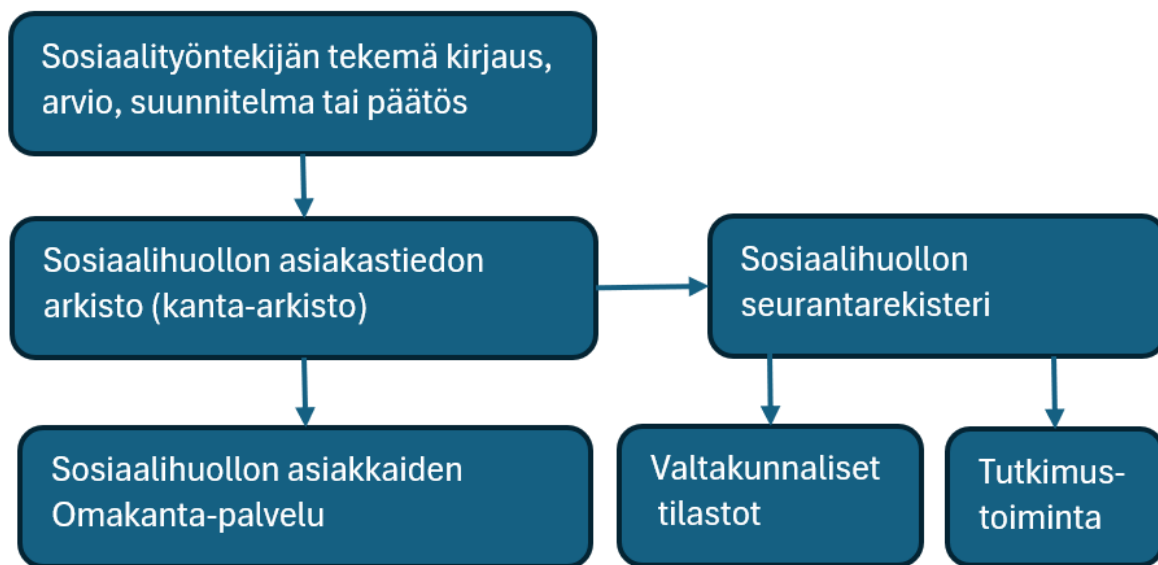 Sosiaalityöntekijän tekemä kirjaus,
arvio, suunnitelma tai päätös
Sosiaalihuollon asiakastiedon
arkisto (kanta-arkisto)
Sosiaalihuollon
seurantarekisteri
Sosiaalihuollon asiakkaiden
Omakanta-palvelu
Valtakunnaliset
tilastot
Tutkimus-
toiminta